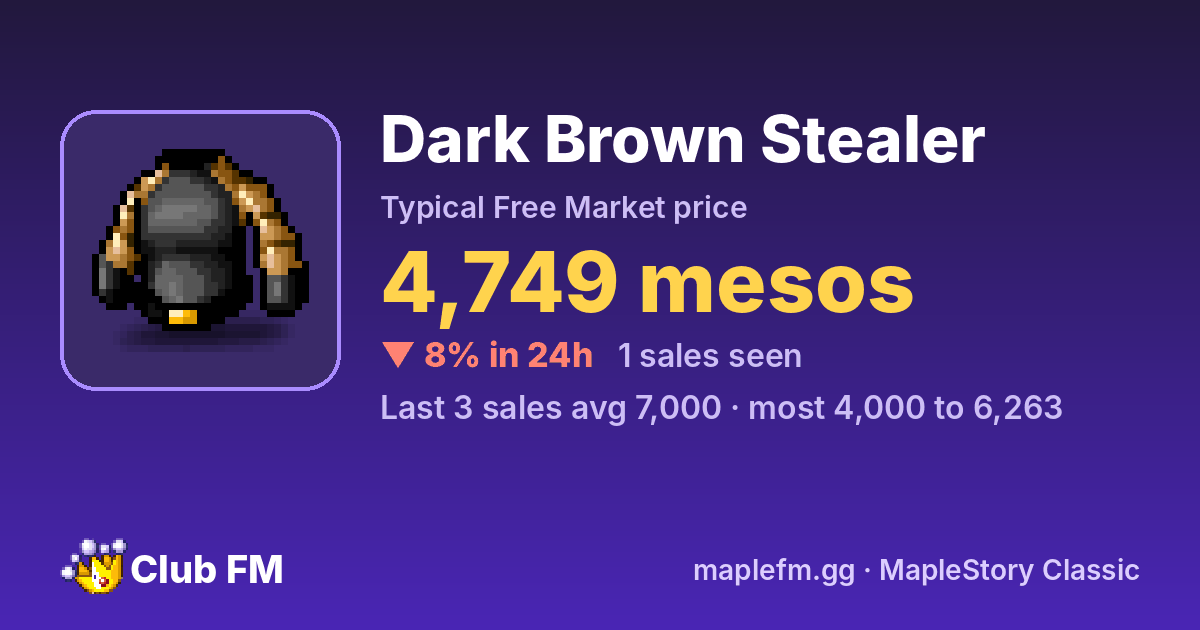 Dark Brown Stealer
Typical Free Market price
4,749 mesos
▼ 8% in 24h 1 sales seen
Last 3 sales avg 7,000 · most 4,000 to 6,263
Club FM
maplefm.gg · MapleStory Classic